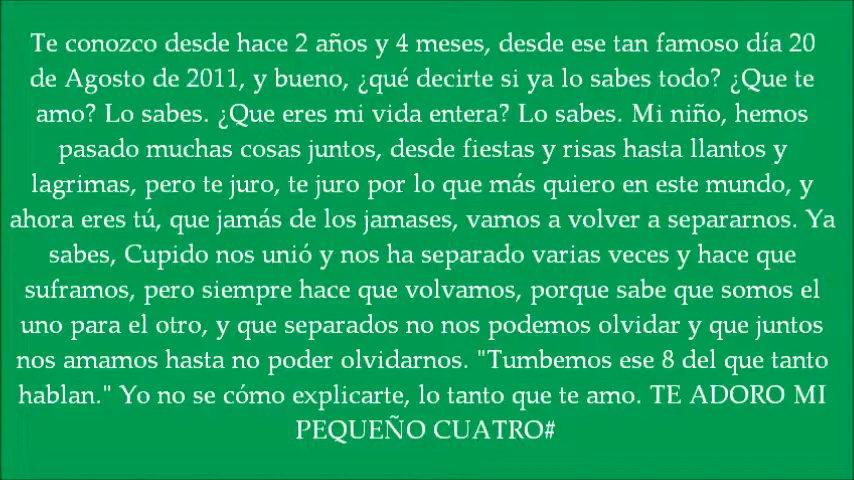 Te conozco desde hace 2 años y 4 meses, desde ese tan famoso día 20
de Agosto de 2011, y bueno, ¿qué decirte si ya lo sabes todo? ¿Que te
amo? Lo sabes. ¿Que eres mi vida entera? Lo sabes. Mi niño, hemos
pasado muchas cosas juntos, desde fiestas y risas hasta llantos y
lagrimas, pero te juro, te juro por lo que más quiero en este mundo, y
ahora eres tú, que jamás de los jamases, vamos a volver a separarnos. Ya
sabes, Cupido nos unió y nos ha separado varias veces y hace que
suframos, pero siempre hace que volvamos, porque sabe que somos el
uno para el otro, y que separados no nos podemos olvidar y que juntos
nos amamos hasta no poder olvidarnos. "Tumbemos ese 8 del que tanto
hablan." Yo no se cómo explicarte, lo tanto que te amo. TE ADORO MI
PEQUEÑO CUATRO#